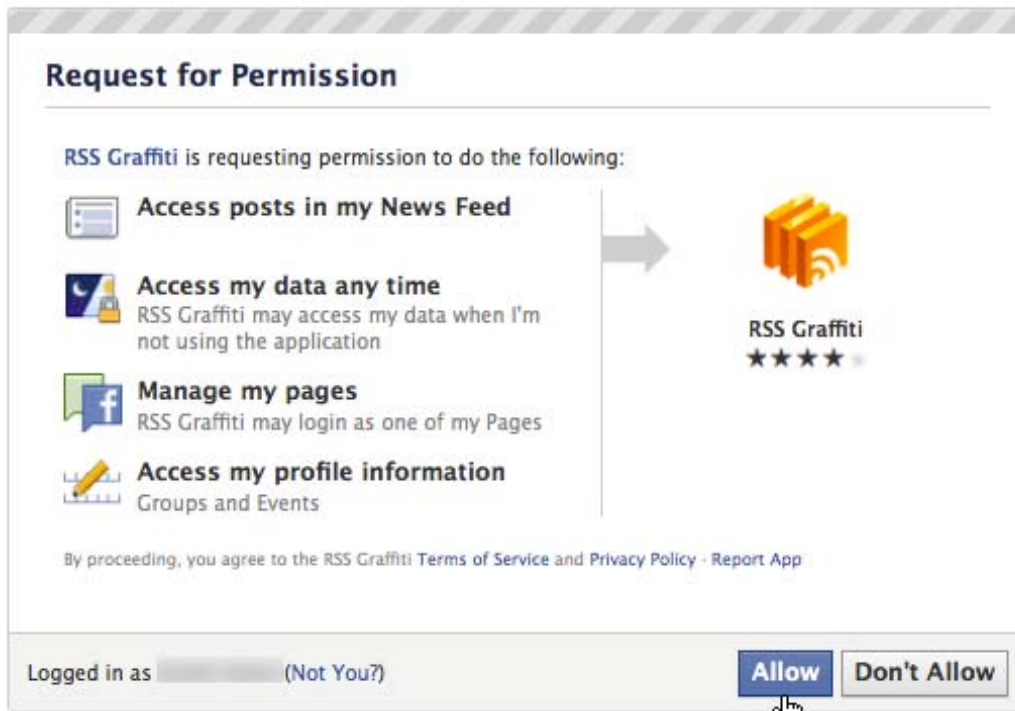 Request for Permission
RSS Graffiti is requesting permission to do the following:
Access posts in my News Feed
Access my data any time
RSS Graffiti may access my data when I'm
not using the application
Manage my pages
RSS Graffiti may login as one of my Pages
Access my profile information
Groups and Events
RSS Graffiti
By proceeding, you agree to the RSS Graffiti Terms of Service and Privacy Policy · Report App
Logged in as (Not You?)
Allow
Don't Allow